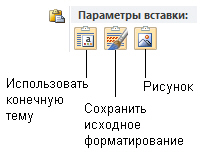 Параметры вставки:
a
Использовать
конечную
тему
Сохранить
исходное
форматирование
Рисунок